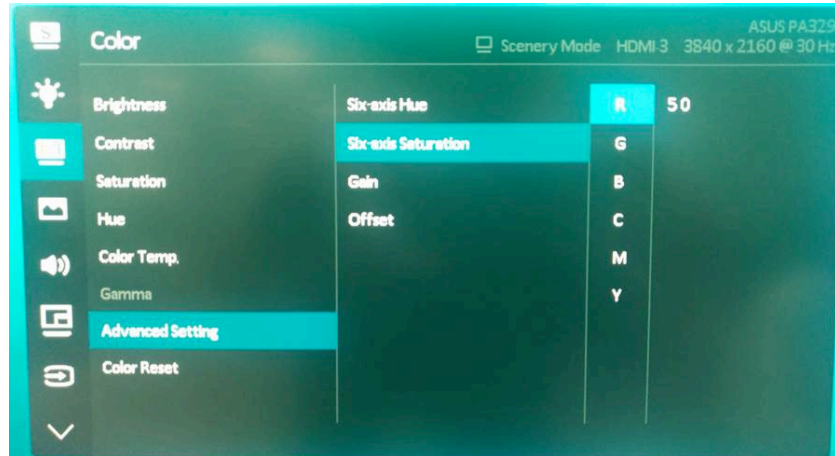 S
Color
ASUS PA329
Scenery Mode HDMI-3 3840 x 2160 @ 30 Hz
Brightness
Contrast
Saturation
Hue
Color Temp.
Gamma
Advanced Setting
Color Reset
Six-axis Hue
Six-axis Saturation
Gain
Offset
R
G
B
C
M
Y
50